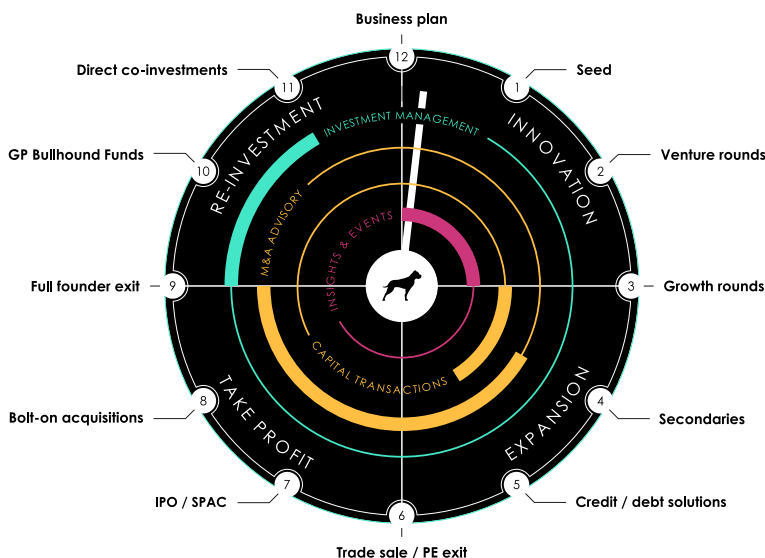 Business plan
12
Direct co-investments
11
1
Seed
INVESTMENT MANAGEMENT
RE-INVESTMENT
INNOVATION
GP Bullhound Funds
10
2
Venture rounds
M&A ADVISORY
INSIGHTS & EVENTS
Full founder exit
9
3
Growth rounds
CAPITAL TRANSACTIONS
TAKE PROFIT
EXPANSION
Bolt-on acquisitions
8
4
Secondaries
IPO / SPAC
7
5
Credit / debt solutions
6
Trade sale / PE exit